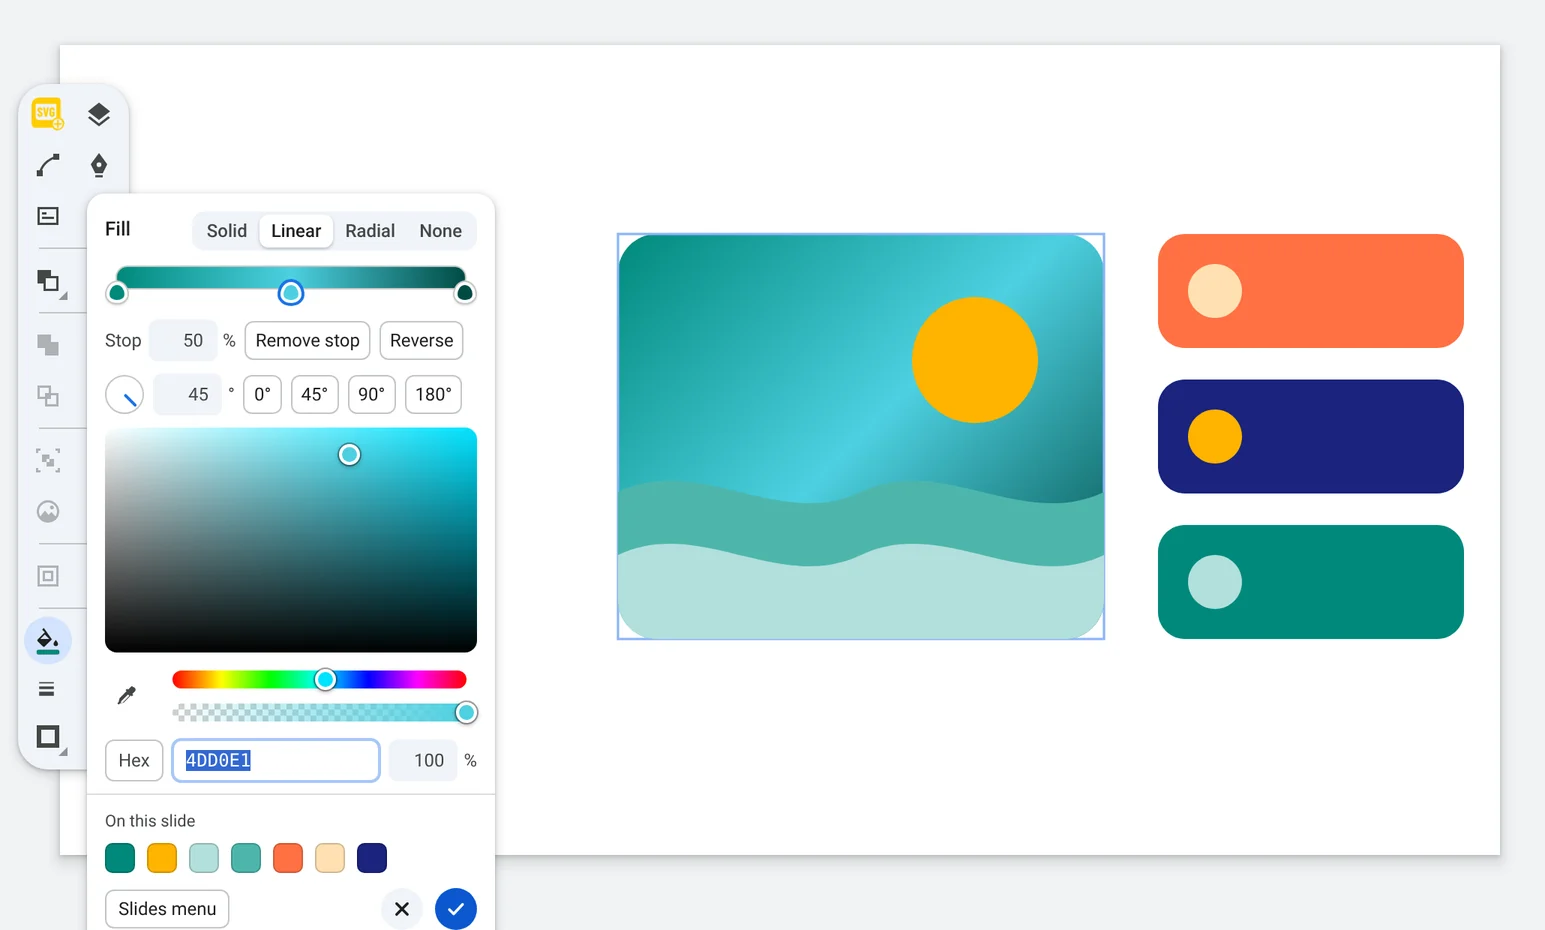 SVG
Fill Solid Linear Radial None
Stop 50 % Remove stop Reverse
45 ° 0° 45° 90° 180°
Hex 4DD0E1 100 %
On this slide
Slides menu